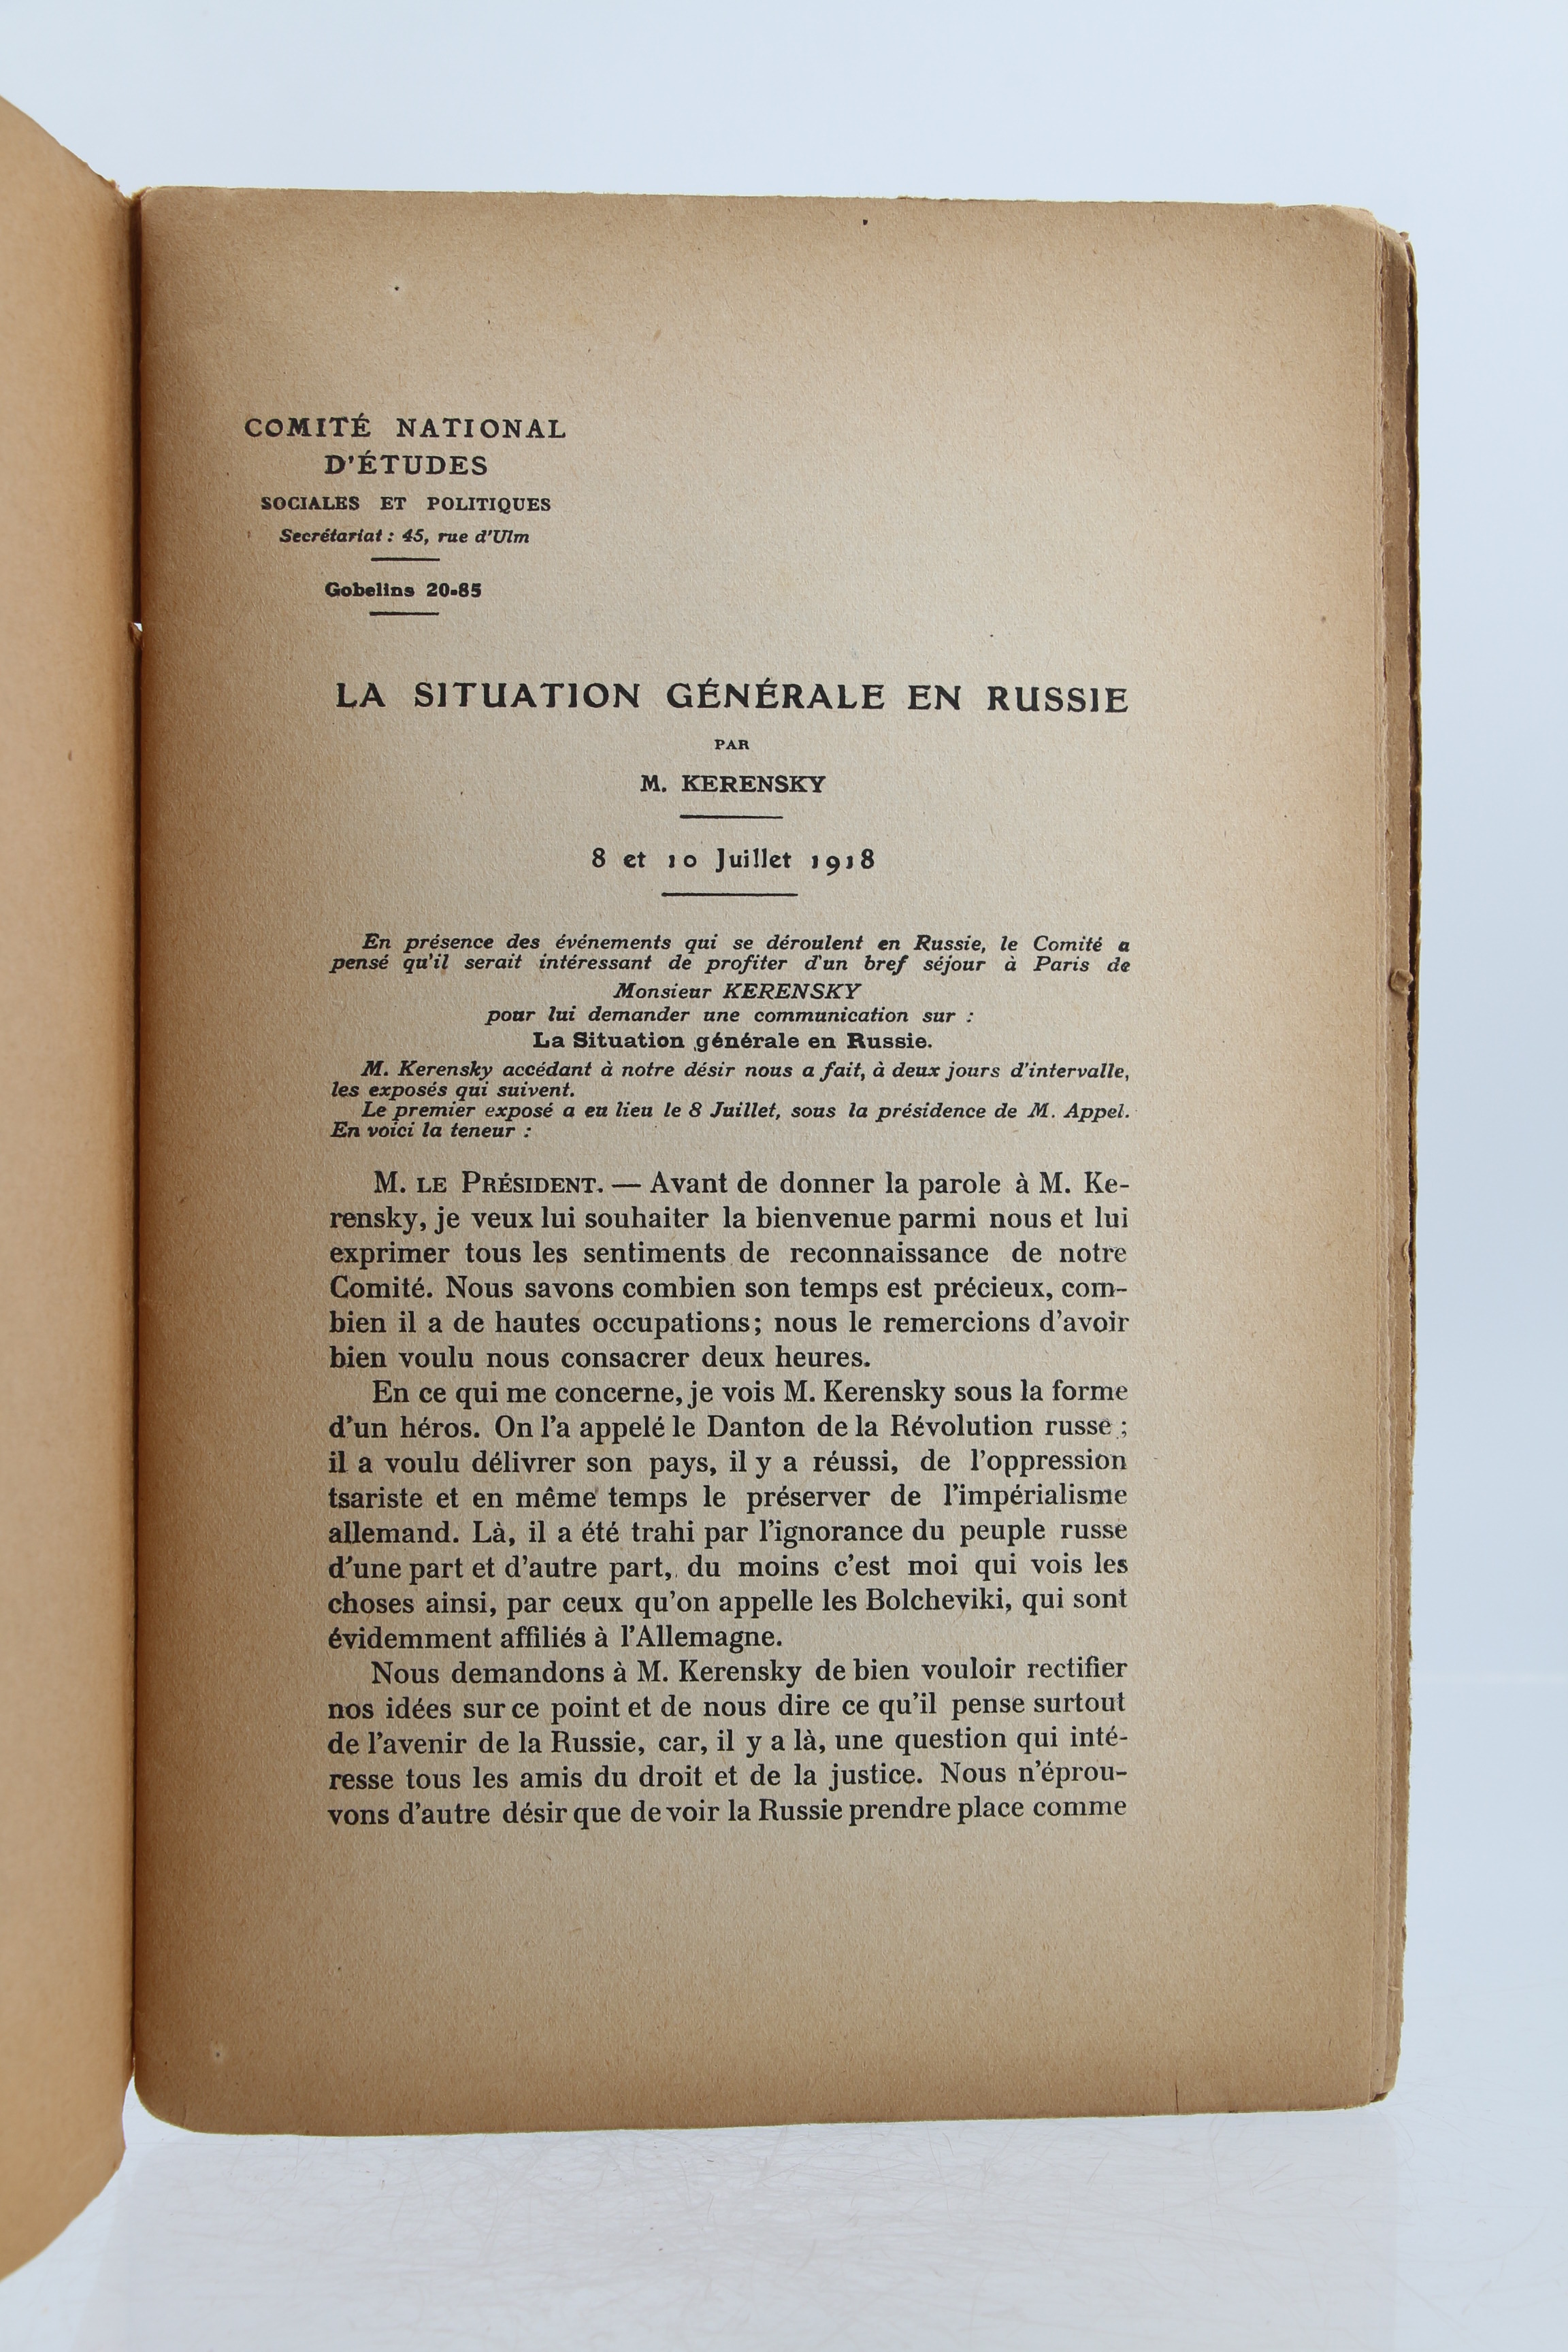 COMITÉ NATIONAL
D'ÉTUDES
SOCIALES ET POLITIQUES
Secrétariat : 45, rue d'Ulm
Gobelins 20-85
LA SITUATION GÉNÉRALE EN RUSSIE
PAR
M. KERENSKY
8 et 10 Juillet 1918
En présence des événements qui se déroulent en Russie, le Comité a
pensé qu'il serait intéressant de profiter d'un bref séjour à Paris de
Monsieur KERENSKY
pour lui demander une communication sur :
La Situation générale en Russie.
M. Kerensky accédant à notre désir nous a fait, à deux jours d'intervalle,
les exposés qui suivent.
Le premier exposé a eu lieu le 8 Juillet, sous la présidence de M. Appel.
En voici la teneur :
M. LE PRÉSIDENT. — Avant de donner la parole à M. Ke-
rensky, je veux lui souhaiter la bienvenue parmi nous et lui
exprimer tous les sentiments de reconnaissance de notre
Comité. Nous savons combien son temps est précieux, com-
bien il a de hautes occupations; nous le remercions d'avoir
bien voulu nous consacrer deux heures.
En ce qui me concerne, je vois M. Kerensky sous la forme
d'un héros. On l'a appelé le Danton de la Révolution russe ;
il a voulu délivrer son pays, il y a réussi, de l'oppression
tsariste et en même temps le préserver de l'impérialisme
allemand. Là, il a été trahi par l'ignorance du peuple russe
d'une part et d'autre part, du moins c'est moi qui vois les
choses ainsi, par ceux qu'on appelle les Bolcheviki, qui sont
évidemment affiliés à l'Allemagne.
Nous demandons à M. Kerensky de bien vouloir rectifier
nos idées sur ce point et de nous dire ce qu'il pense surtout
de l'avenir de la Russie, car, il y a là, une question qui inté-
resse tous les amis du droit et de la justice. Nous n'éprou-
vons d'autre désir que de voir la Russie prendre place comme